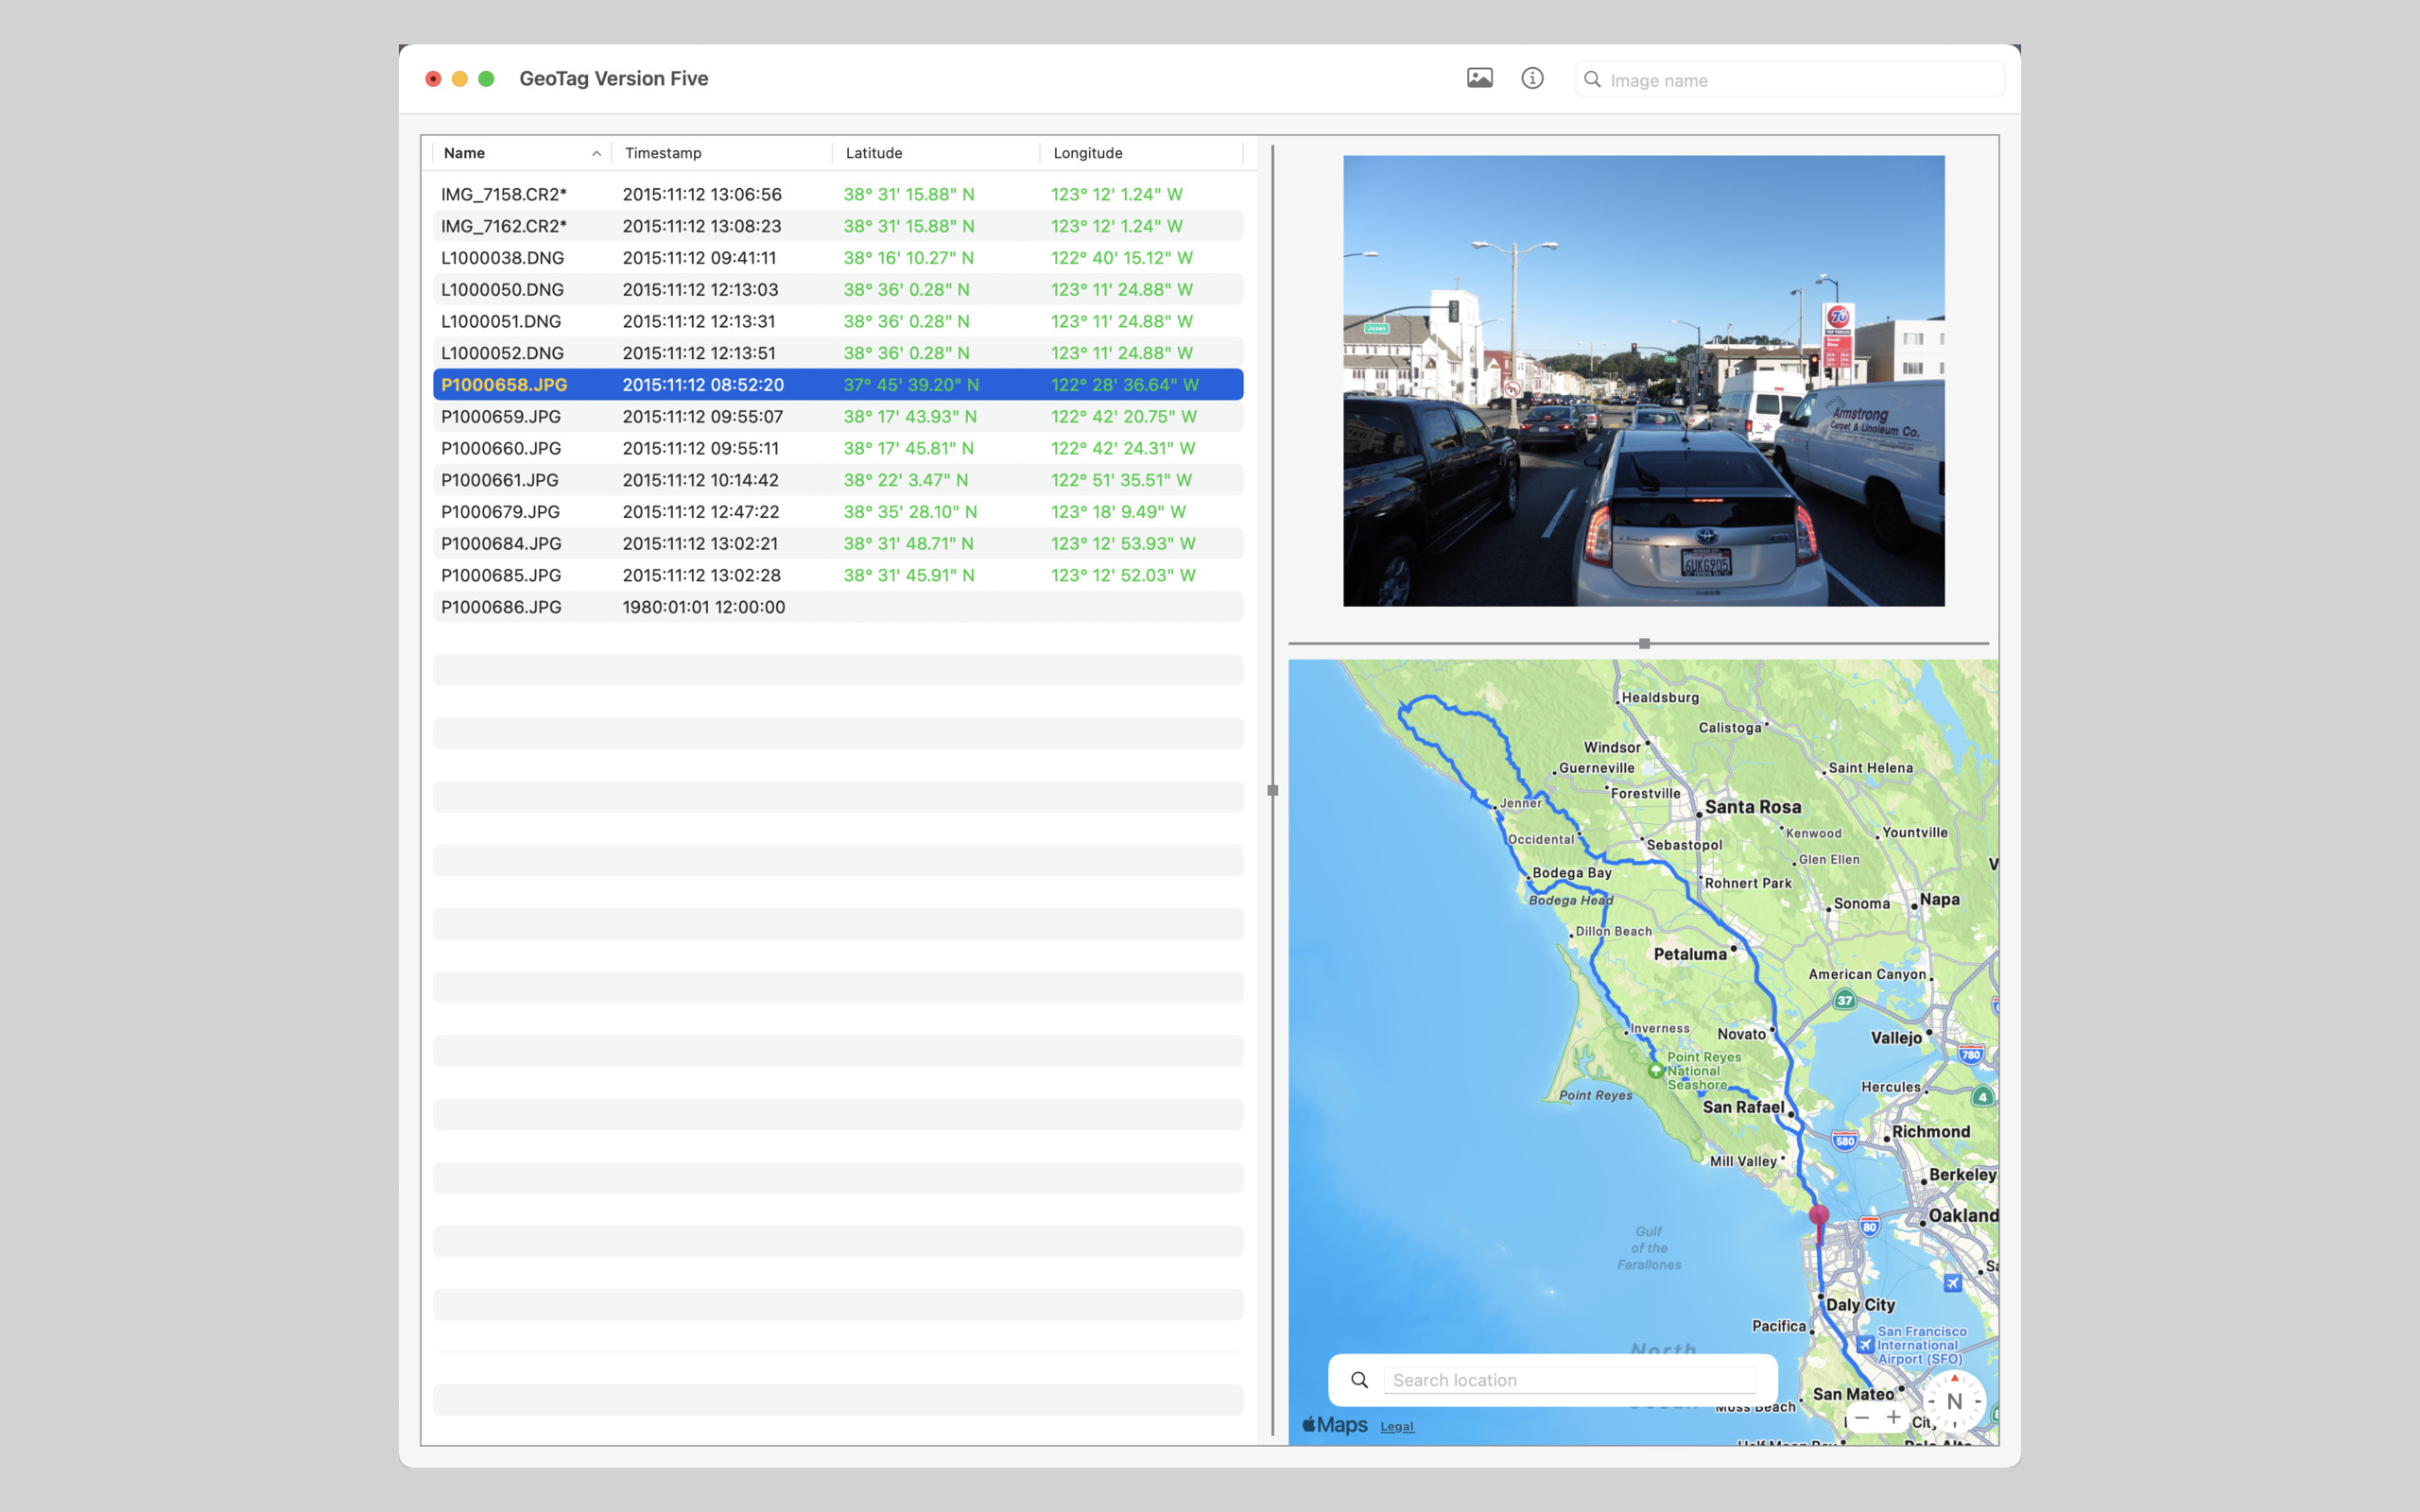 GeoTag Version Five
Image name
Name Timestamp Latitude Longitude
IMG_7158.CR2* 2015:11:12 13:06:56 38° 31' 15.88" N 123° 12' 1.24" W
IMG_7162.CR2* 2015:11:12 13:08:23 38° 31' 15.88" N 123° 12' 1.24" W
L1000038.DNG 2015:11:12 09:41:11 38° 16' 10.27" N 122° 40' 15.12" W
L1000050.DNG 2015:11:12 12:13:03 38° 36' 0.28" N 123° 11' 24.88" W
L1000051.DNG 2015:11:12 12:13:31 38° 36' 0.28" N 123° 11' 24.88" W
L1000052.DNG 2015:11:12 12:13:51 38° 36' 0.28" N 123° 11' 24.88" W
P1000658.JPG 2015:11:12 08:52:20 37° 45' 39.20" N 122° 28' 36.64" W
P1000659.JPG 2015:11:12 09:55:07 38° 17' 43.93" N 122° 42' 20.75" W
P1000660.JPG 2015:11:12 09:55:11 38° 17' 45.81" N 122° 42' 24.31" W
P1000661.JPG 2015:11:12 10:14:42 38° 22' 3.47" N 122° 51' 35.51" W
P1000679.JPG 2015:11:12 12:47:22 38° 35' 28.10" N 123° 18' 9.49" W
P1000684.JPG 2015:11:12 13:02:21 38° 31' 48.71" N 123° 12' 53.93" W
P1000685.JPG 2015:11:12 13:02:28 38° 31' 45.91" N 123° 12' 52.03" W
P1000686.JPG 1980:01:01 12:00:00
76
Armstrong
Carpet & Linoleum Co.
6UKG905
Healdsburg
Calistoga
Windsor
Guerneville
Saint Helena
Forestville
Jenner
Santa Rosa
Kenwood
Yountville
Occidental
Sebastopol
Glen Ellen
V
Bodega Bay
Rohnert Park
Bodega Head
Sonoma
Napa
Dillon Beach
Petaluma
American Canyon
37
Inverness
Novato
Vallejo
780
Point Reyes
National
Seashore
Hercules
4
Point Reyes
San Rafael
580
Richmond
Mill Valley
Berkeley
80
Oakland
Gulf
of the
Farallones
Sa
Daly City
Pacifica
San Francisco
International
Airport (SFO)
North
Search location
San Mateo
N
Moss Beach
Maps Legal
− +
City
Half Moon Bay
Palo Alto